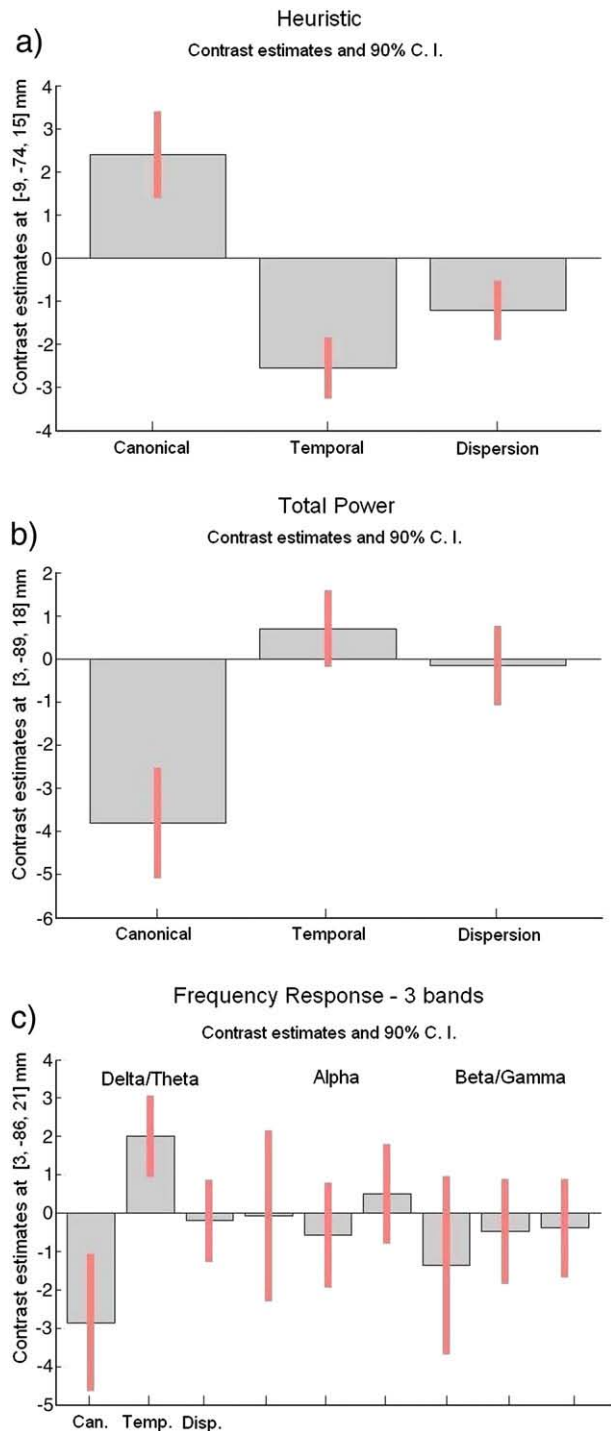 a)
Heuristic
Contrast estimates and 90% C. I.
Contrast estimates at [-9, -74, 15] mm
4
3
2
1
0
-1
-2
-3
-4
Canonical Temporal Dispersion
b)
Total Power
Contrast estimates and 90% C. I.
Contrast estimates at [3, -89, 18] mm
2
1
0
-1
-2
-3
-4
-5
-6
Canonical Temporal Dispersion
c)
Frequency Response - 3 bands
Contrast estimates and 90% C. I.
Delta/Theta Alpha Beta/Gamma
Contrast estimates at [3, -86, 21] mm
4
3
2
1
0
-1
-2
-3
-4
-5
Can. Temp. Disp.